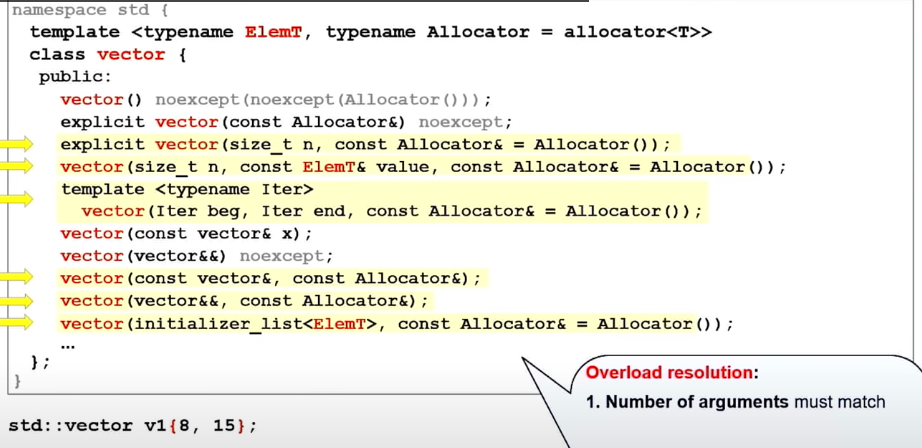 namespace std {
template <typename ElemT, typename Allocator = allocator<T>>
class vector {
public:
vector() noexcept(noexcept(Allocator()));
explicit vector(const Allocator&) noexcept;
explicit vector(size_t n, const Allocator& = Allocator());
vector(size_t n, const ElemT& value, const Allocator& = Allocator());
template <typename Iter>
vector(Iter beg, Iter end, const Allocator& = Allocator());
vector(const vector& x);
vector(vector&&) noexcept;
vector(const vector&, const Allocator&);
vector(vector&&, const Allocator&);
vector(initializer_list<ElemT>, const Allocator& = Allocator());
...
};
}
Overload resolution:
1. Number of arguments must match
std::vector v1{8, 15};